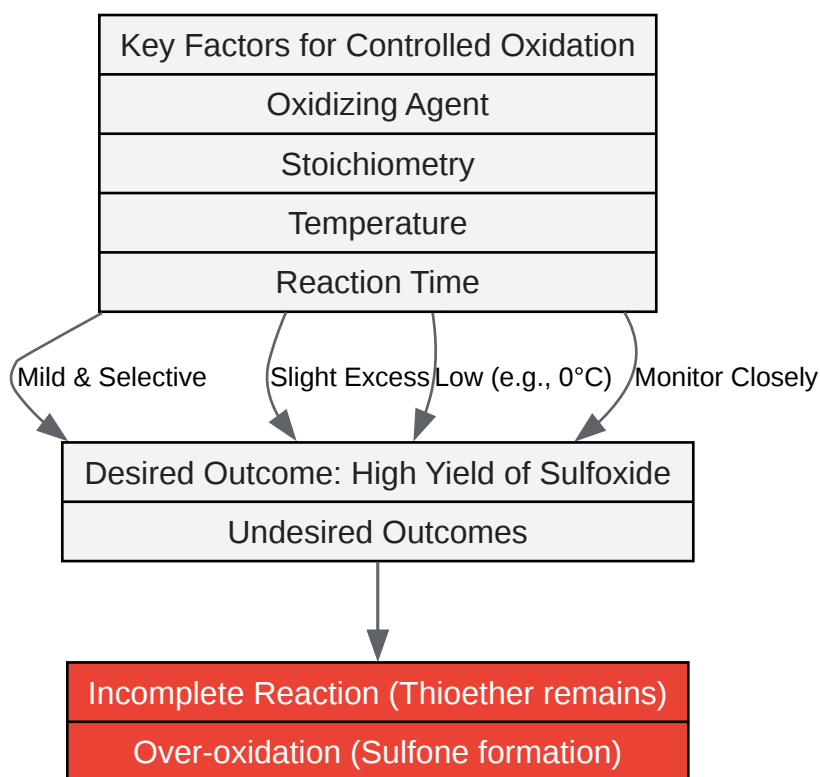 Key Factors for Controlled Oxidation
Oxidizing Agent
Stoichiometry
Temperature
Reaction Time
Mild & Selective
Slight Excess
Low (e.g., 0°C)
Monitor Closely
Desired Outcome: High Yield of Sulfoxide
Undesired Outcomes
Incomplete Reaction (Thioether remains)
Over-oxidation (Sulfone formation)